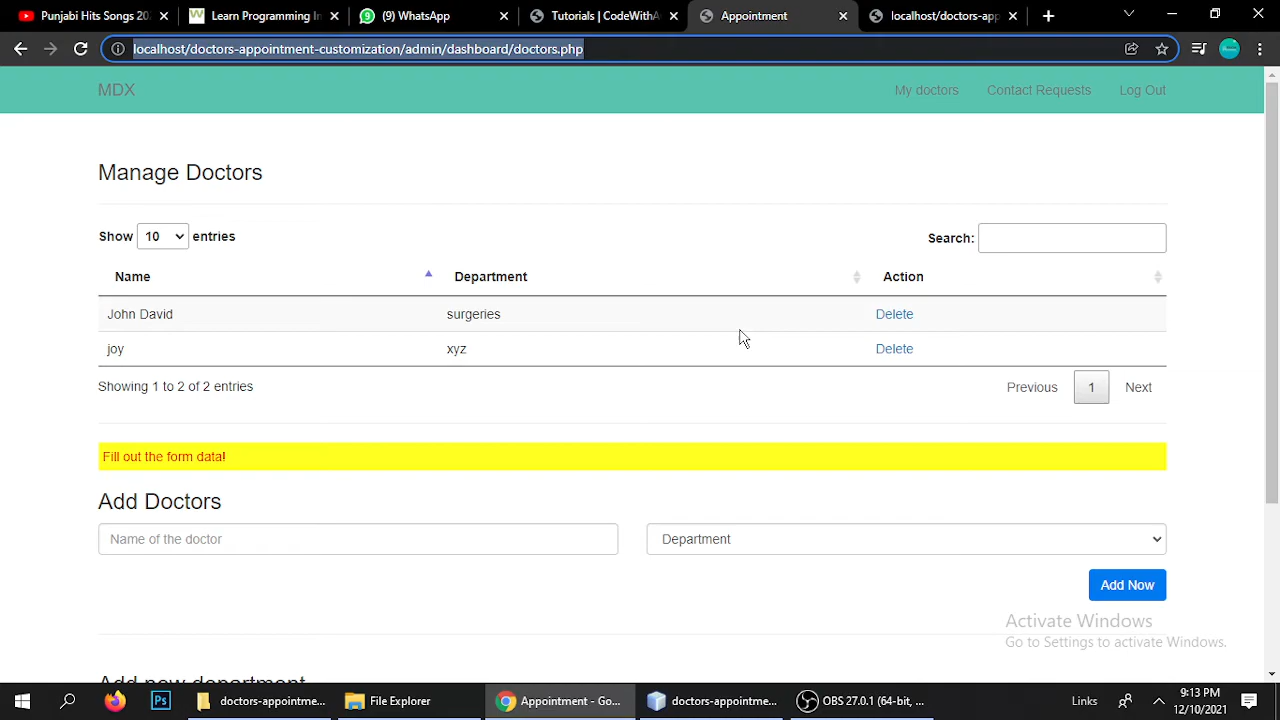 Punjabi Hits Songs 202
Learn Programming In
(9) WhatsApp
Tutorials | CodeWithA
Appointment
localhost/doctors-app
localhost/doctors-appointment-customization/admin/dashboard/doctors.php
MDX
My doctors
Contact Requests
Log Out
Manage Doctors
Show 10 entries
Search:
Name
Department
Action
John David
surgeries
Delete
joy
xyz
Delete
Showing 1 to 2 of 2 entries
Previous
1
Next
Fill out the form data!
Add Doctors
Name of the doctor
Department
Add Now
Activate Windows
Go to Settings to activate Windows.
Add new department
Ps
doctors-appointme...
File Explorer
Appointment - Go...
doctors-appointme...
OBS 27.0.1 (64-bit, ...
Links
9:13 PM
12/10/2021